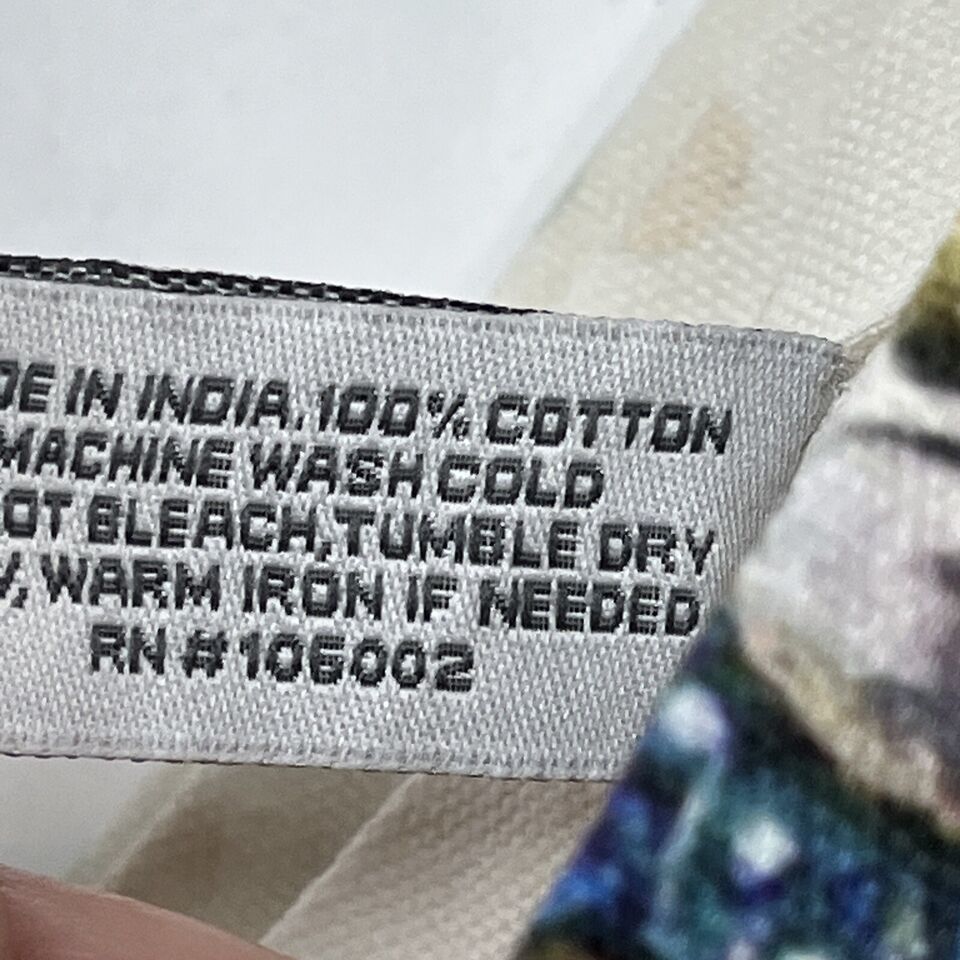 DE IN INDIA, 100% COTTON
MACHINE WASH COLD
OT BLEACH, TUMBLE DRY
, WARM IRON IF NEEDED
RN #106002